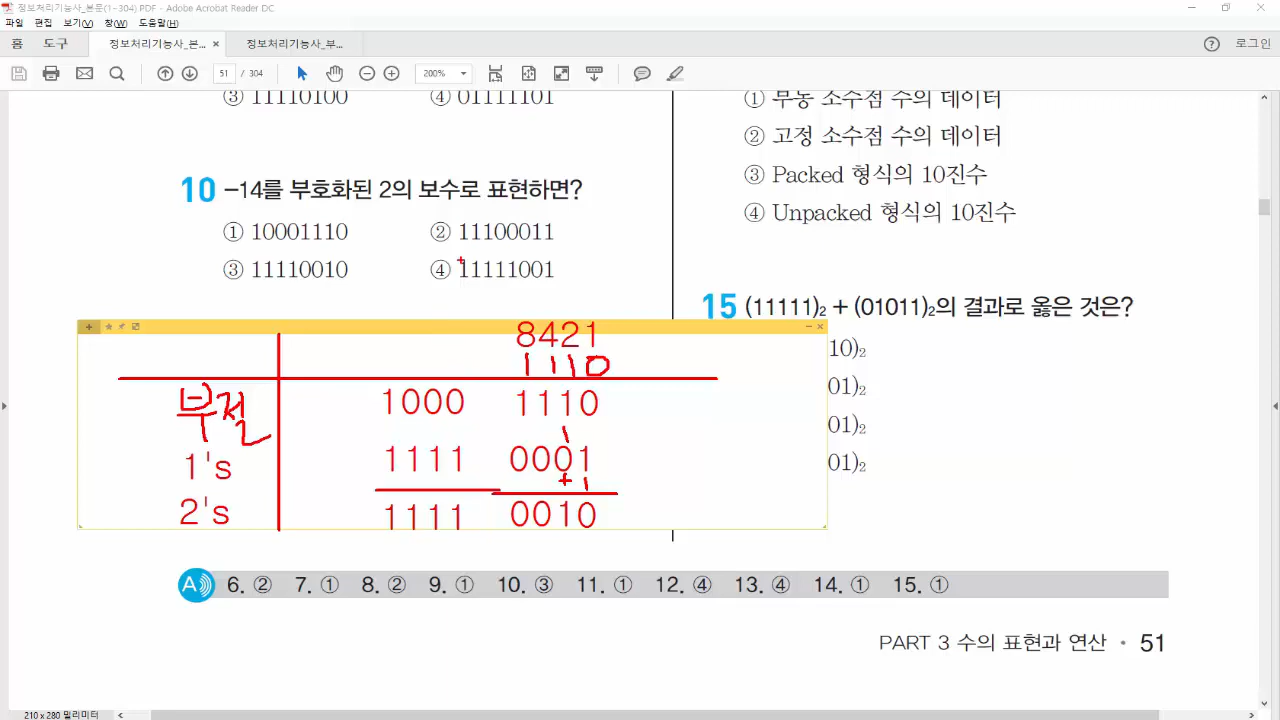 정보처리기능사_본문(1-304).PDF - Adobe Acrobat Reader DC
파일 편집 보기(V) 창(W) 도움말(H)
홈 도구 정보처리기능사_본... × 정보처리기능사_부... 로그인
51 / 304 200%
③ 11110100 ④ 01111101
10 -14를 부호화된 2의 보수로 표현하면?
① 10001110 ② 11100011
③ 11110010 ④ 11111001
8421
1110
부절 1000 1110
1
1's 1111 0001
+1
2's 1111 0010
① 부동 소수점 수의 데이터
② 고정 소수점 수의 데이터
③ Packed 형식의 10진수
④ Unpacked 형식의 10진수
15 (11111)₂ + (01011)₂의 결과로 옳은 것은?
10)₂
01)₂
01)₂
01)₂
A 6. ② 7. ① 8. ② 9. ① 10. ③ 11. ① 12. ④ 13. ④ 14. ① 15. ①
PART 3 수의 표현과 연산 · 51
210 x 280 밀리미터